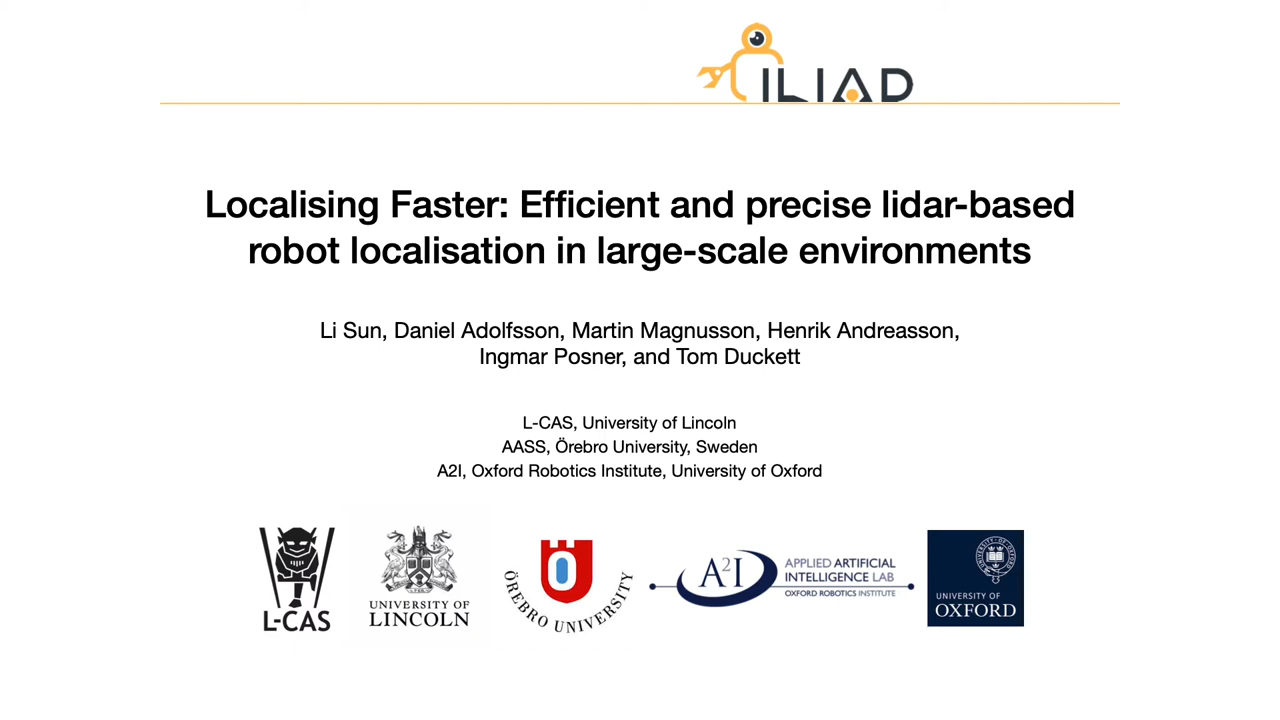 ILIAD
Localising Faster: Efficient and precise lidar-based
robot localisation in large-scale environments
Li Sun, Daniel Adolfsson, Martin Magnusson, Henrik Andreasson,
Ingmar Posner, and Tom Duckett
L-CAS, University of Lincoln
AASS, Örebro University, Sweden
A2I, Oxford Robotics Institute, University of Oxford
L-CAS
UNIVERSITY OF
LINCOLN
ÖREBRO UNIVERSITY
A2I
APPLIED ARTIFICIAL
INTELLIGENCE LAB
OXFORD ROBOTICS INSTITUTE
UNIVERSITY OF OXFORD
UNIVERSITY OF
OXFORD